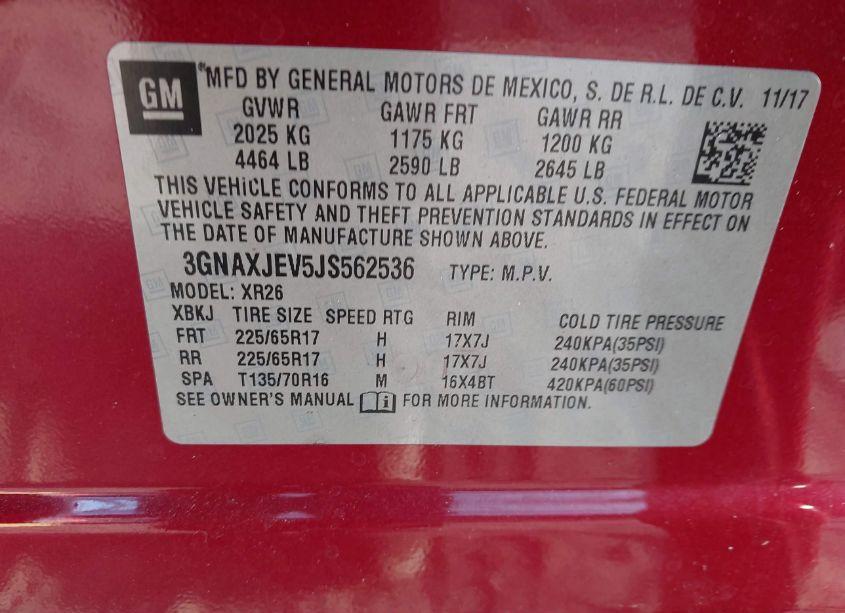 GM
MFD BY GENERAL MOTORS DE MEXICO, S. DE R.L. DE C.V. 11/17
GVWR GAWR FRT GAWR RR
2025 KG 1175 KG 1200 KG
4464 LB 2590 LB 2645 LB
THIS VEHICLE CONFORMS TO ALL APPLICABLE U.S. FEDERAL MOTOR
VEHICLE SAFETY AND THEFT PREVENTION STANDARDS IN EFFECT ON
THE DATE OF MANUFACTURE SHOWN ABOVE.
3GNAXJEV5JS562536 TYPE: M.P.V.
MODEL: XR26
XBKJ TIRE SIZE SPEED RTG RIM COLD TIRE PRESSURE
FRT 225/65R17 H 17X7J 240KPA(35PSI)
RR 225/65R17 H 17X7J 240KPA(35PSI)
SPA T135/70R16 M 16X4BT 420KPA(60PSI)
SEE OWNER'S MANUAL FOR MORE INFORMATION.